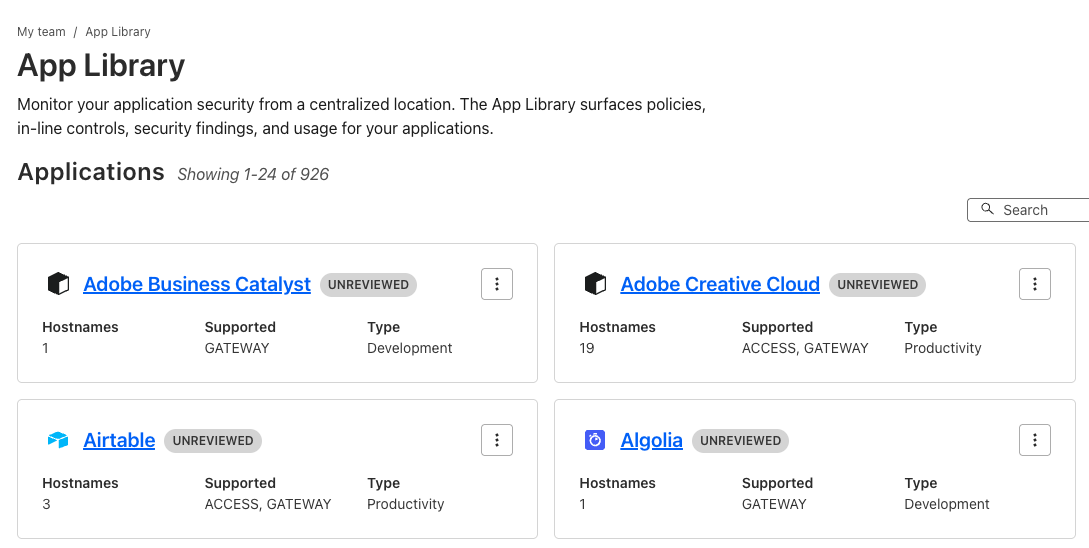 My team / App Library
App Library
Monitor your application security from a centralized location. The App Library surfaces policies,
in-line controls, security findings, and usage for your applications.
Applications Showing 1-24 of 926
Search
Adobe Business Catalyst UNREVIEWED
Hostnames Supported Type
1 GATEWAY Development
Adobe Creative Cloud UNREVIEWED
Hostnames Supported Type
19 ACCESS, GATEWAY Productivity
Airtable UNREVIEWED
Hostnames Supported Type
3 ACCESS, GATEWAY Productivity
Algolia UNREVIEWED
Hostnames Supported Type
1 GATEWAY Development